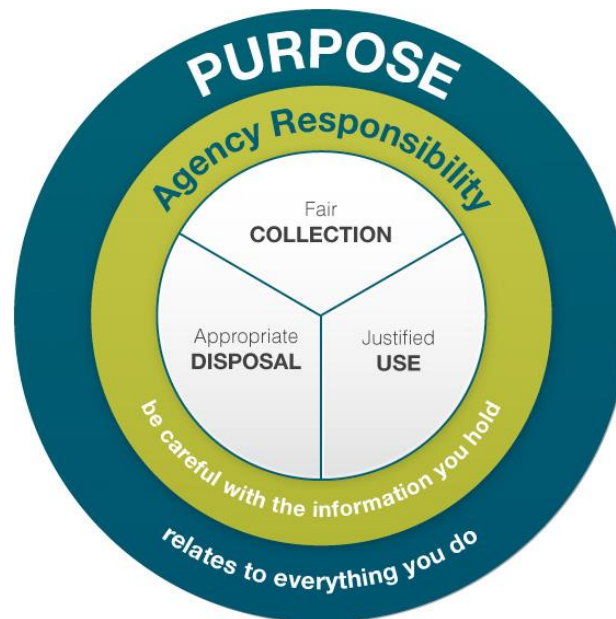 PURPOSE
Agency Responsibility
Fair
COLLECTION
Appropriate
DISPOSAL
Justified
USE
be careful with the information you hold
relates to everything you do